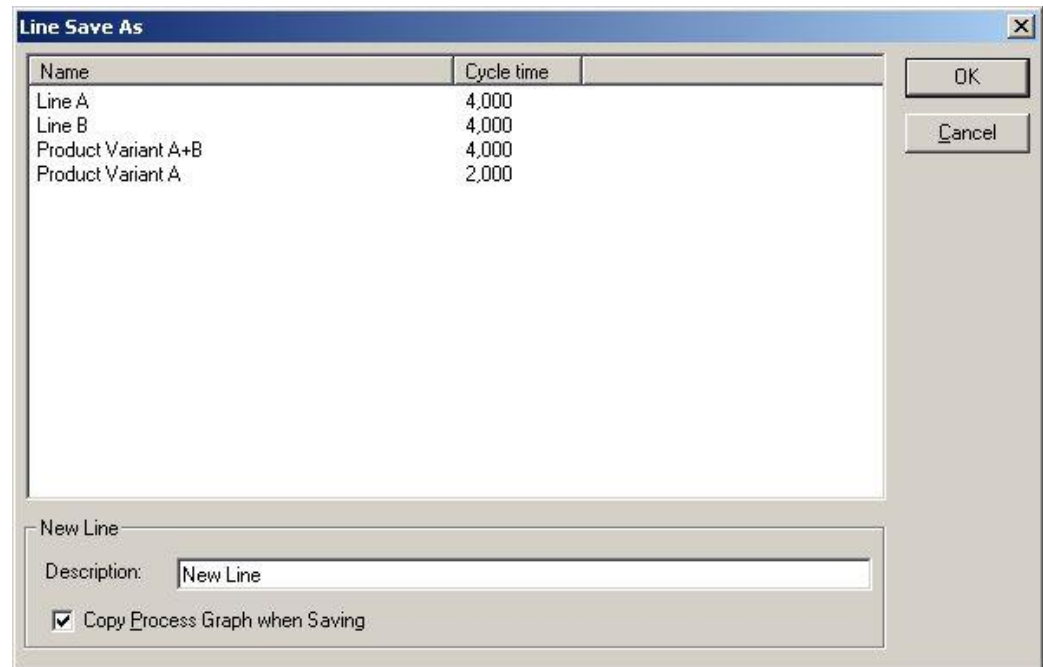 Line Save As
Name Cycle time
Line A 4,000
Line B 4,000
Product Variant A+B 4,000
Product Variant A 2,000
OK
Cancel
New Line
Description: New Line
Copy Process Graph when Saving